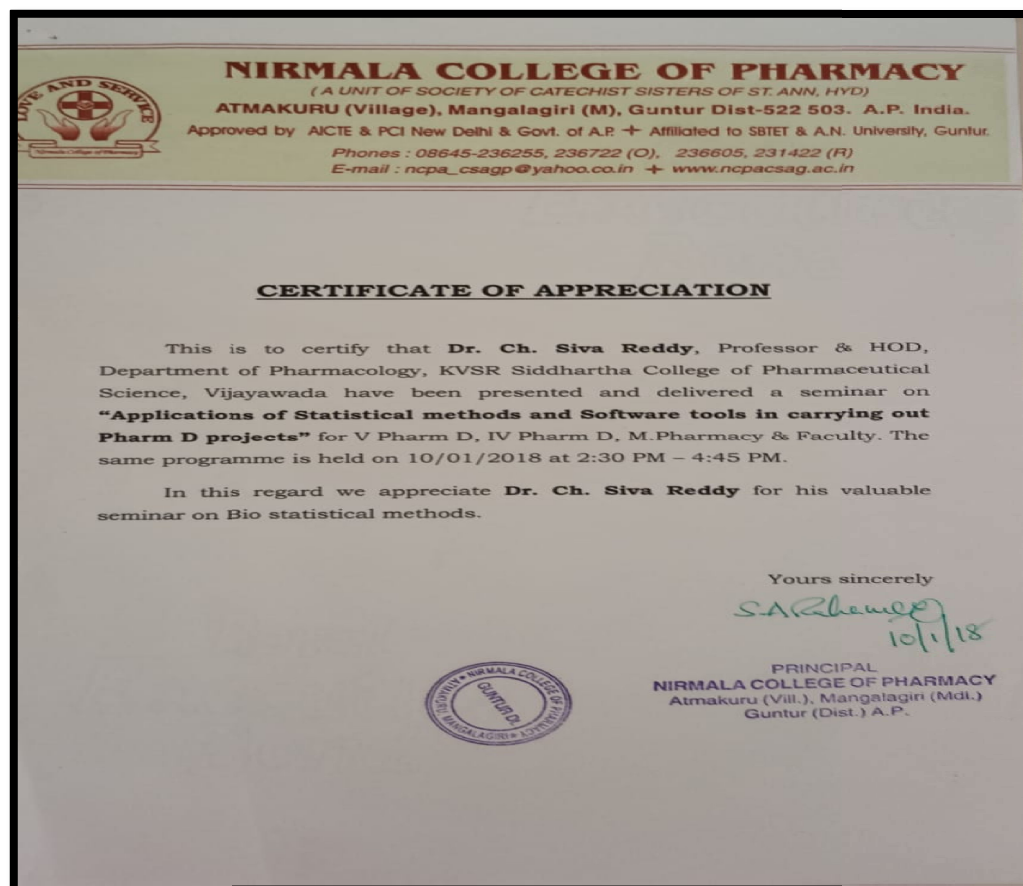 LOVE AND SERVE
NIRMALA COLLEGE OF PHARMACY
( A UNIT OF SOCIETY OF CATECHIST SISTERS OF ST. ANN, HYD)
ATMAKURU (Village), Mangalagiri (M), Guntur Dist-522 503. A.P. India.
Approved by AICTE & PCI New Delhi & Govt. of A.P. + Affiliated to SBTET & A.N. University, Guntur.
Phones : 08645-236255, 236722 (O), 236605, 231422 (R)
E-mail : ncpa_csagp@yahoo.co.in + www.ncpacsag.ac.in
CERTIFICATE OF APPRECIATION
This is to certify that Dr. Ch. Siva Reddy, Professor & HOD,
Department of Pharmacology, KVSR Siddhartha College of Pharmaceutical
Science, Vijayawada have been presented and delivered a seminar on
“Applications of Statistical methods and Software tools in carrying out
Pharm D projects” for V Pharm D, IV Pharm D, M.Pharmacy & Faculty. The
same programme is held on 10/01/2018 at 2:30 PM – 4:45 PM.
In this regard we appreciate Dr. Ch. Siva Reddy for his valuable
seminar on Bio statistical methods.
Yours sincerely
10/1/18
PRINCIPAL
NIRMALA COLLEGE OF PHARMACY
Atmakuru (Vill.), Mangalagiri (Mdl.)
Guntur (Dist.) A.P.
NIRMALA COLLEGE OF PHARMACY
ATMAKURU MANGALAGIRI
GUNTUR Dt.